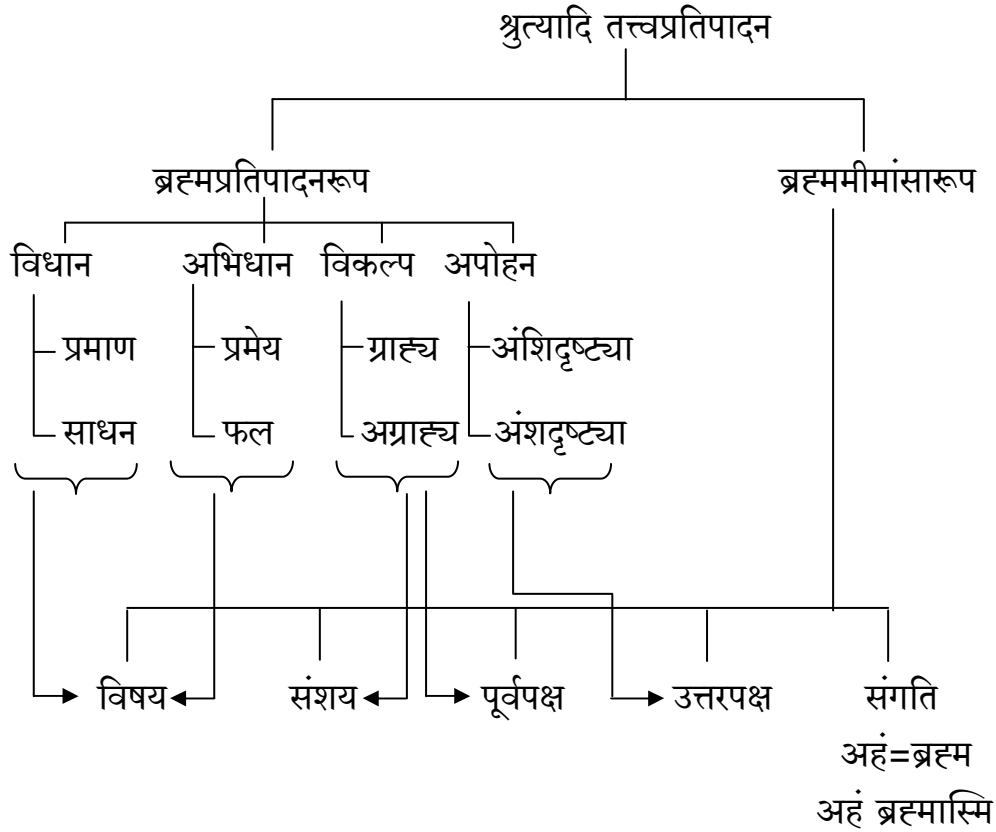 श्रुत्यादि तत्त्वप्रतिपादन
ब्रह्मप्रतिपादनरूप ब्रह्ममीमांसारूप
विधान अभिधान विकल्प अपोहन
प्रमाण प्रमेय ग्राह्य अंशिदृष्ट्या
साधन फल अग्राह्य अंशदृष्ट्या
विषय संशय पूर्वपक्ष उत्तरपक्ष संगति
अहं=ब्रह्म
अहं ब्रह्मास्मि